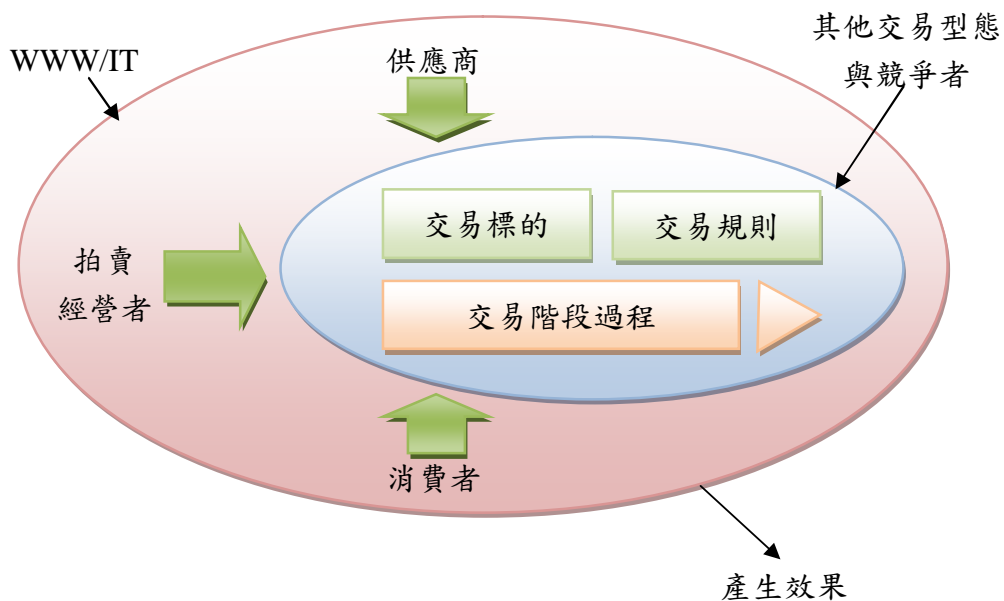 WWW/IT
供應商
其他交易型態
與競爭者
交易標的
交易規則
拍賣
經營者
交易階段過程
消費者
產生效果